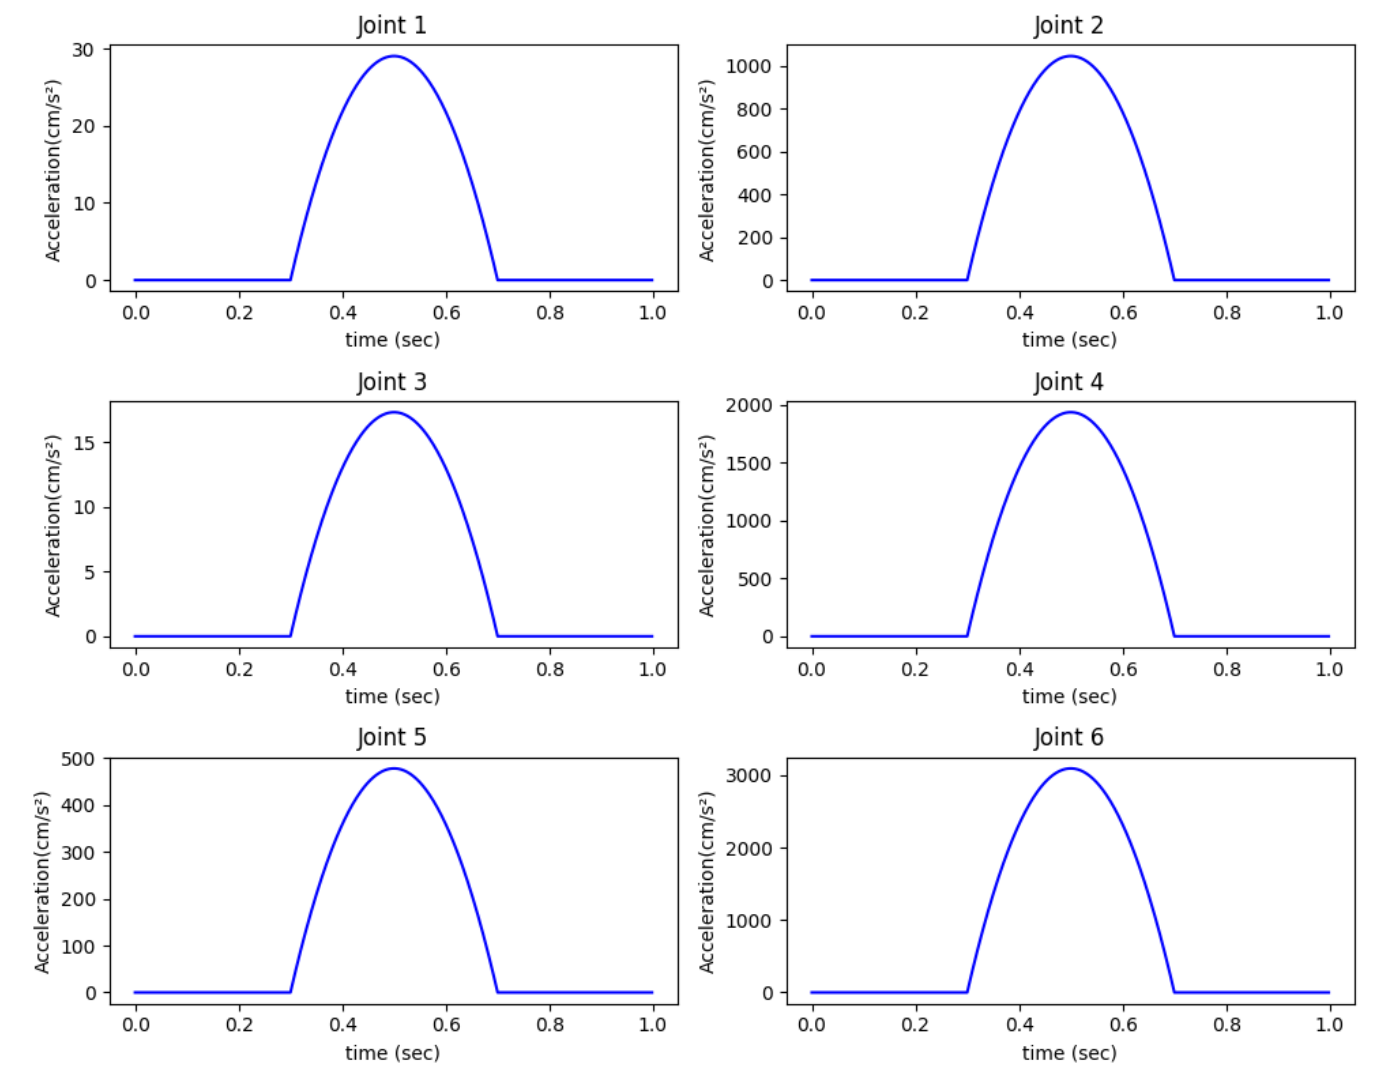 Joint 1
Acceleration(cm/s²)
30
20
10
0
0.0 0.2 0.4 0.6 0.8 1.0
time (sec)
Joint 2
Acceleration(cm/s²)
1000
800
600
400
200
0
0.0 0.2 0.4 0.6 0.8 1.0
time (sec)
Joint 3
Acceleration(cm/s²)
15
10
5
0
0.0 0.2 0.4 0.6 0.8 1.0
time (sec)
Joint 4
Acceleration(cm/s²)
2000
1500
1000
500
0
0.0 0.2 0.4 0.6 0.8 1.0
time (sec)
Joint 5
Acceleration(cm/s²)
500
400
300
200
100
0
0.0 0.2 0.4 0.6 0.8 1.0
time (sec)
Joint 6
Acceleration(cm/s²)
3000
2000
1000
0
0.0 0.2 0.4 0.6 0.8 1.0
time (sec)